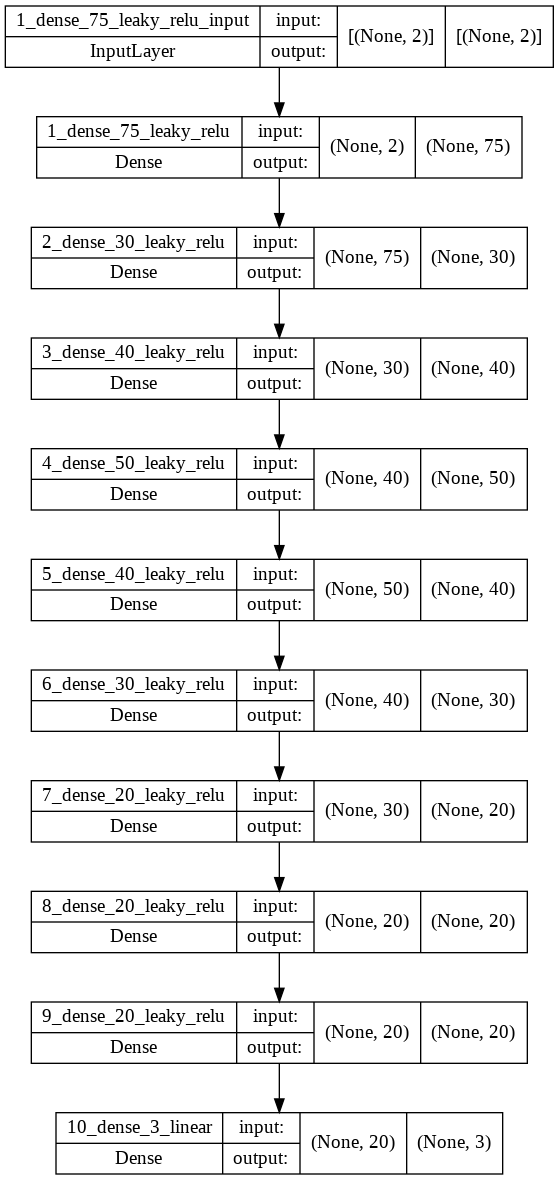 1_dense_75_leaky_relu_input input: [(None, 2)] [(None, 2)]
InputLayer output:
1_dense_75_leaky_relu input: (None, 2) (None, 75)
Dense output:
2_dense_30_leaky_relu input: (None, 75) (None, 30)
Dense output:
3_dense_40_leaky_relu input: (None, 30) (None, 40)
Dense output:
4_dense_50_leaky_relu input: (None, 40) (None, 50)
Dense output:
5_dense_40_leaky_relu input: (None, 50) (None, 40)
Dense output:
6_dense_30_leaky_relu input: (None, 40) (None, 30)
Dense output:
7_dense_20_leaky_relu input: (None, 30) (None, 20)
Dense output:
8_dense_20_leaky_relu input: (None, 20) (None, 20)
Dense output:
9_dense_20_leaky_relu input: (None, 20) (None, 20)
Dense output:
10_dense_3_linear input: (None, 20) (None, 3)
Dense output: